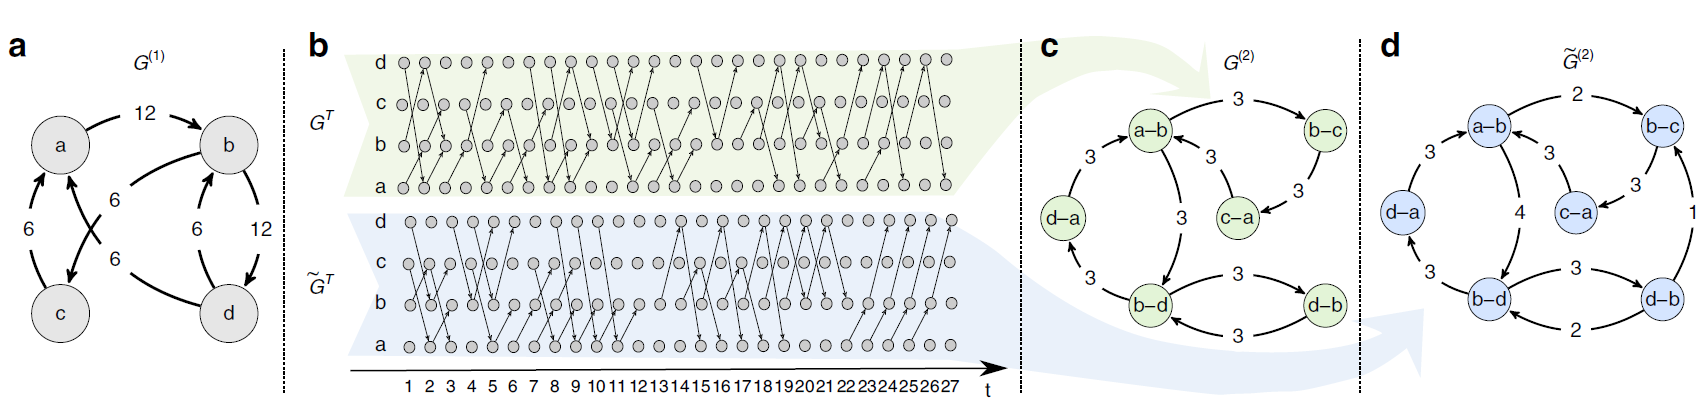 a
G(1)
a
12
b
6
6
6
6
12
c
d
b
d
c
G^T
b
a
d
c
G̃^T
b
a
1 2 3 4 5 6 7 8 9 10 11 12 13 14 15 16 17 18 19 20 21 22 23 24 25 26 27
t
c
G(2)
3
a–b
b–c
3
3
3
d–a
c–a
3
3
3
b–d
d–b
3
d
G̃(2)
2
a–b
b–c
3
3
3
d–a
c–a
4
1
3
3
b–d
d–b
2